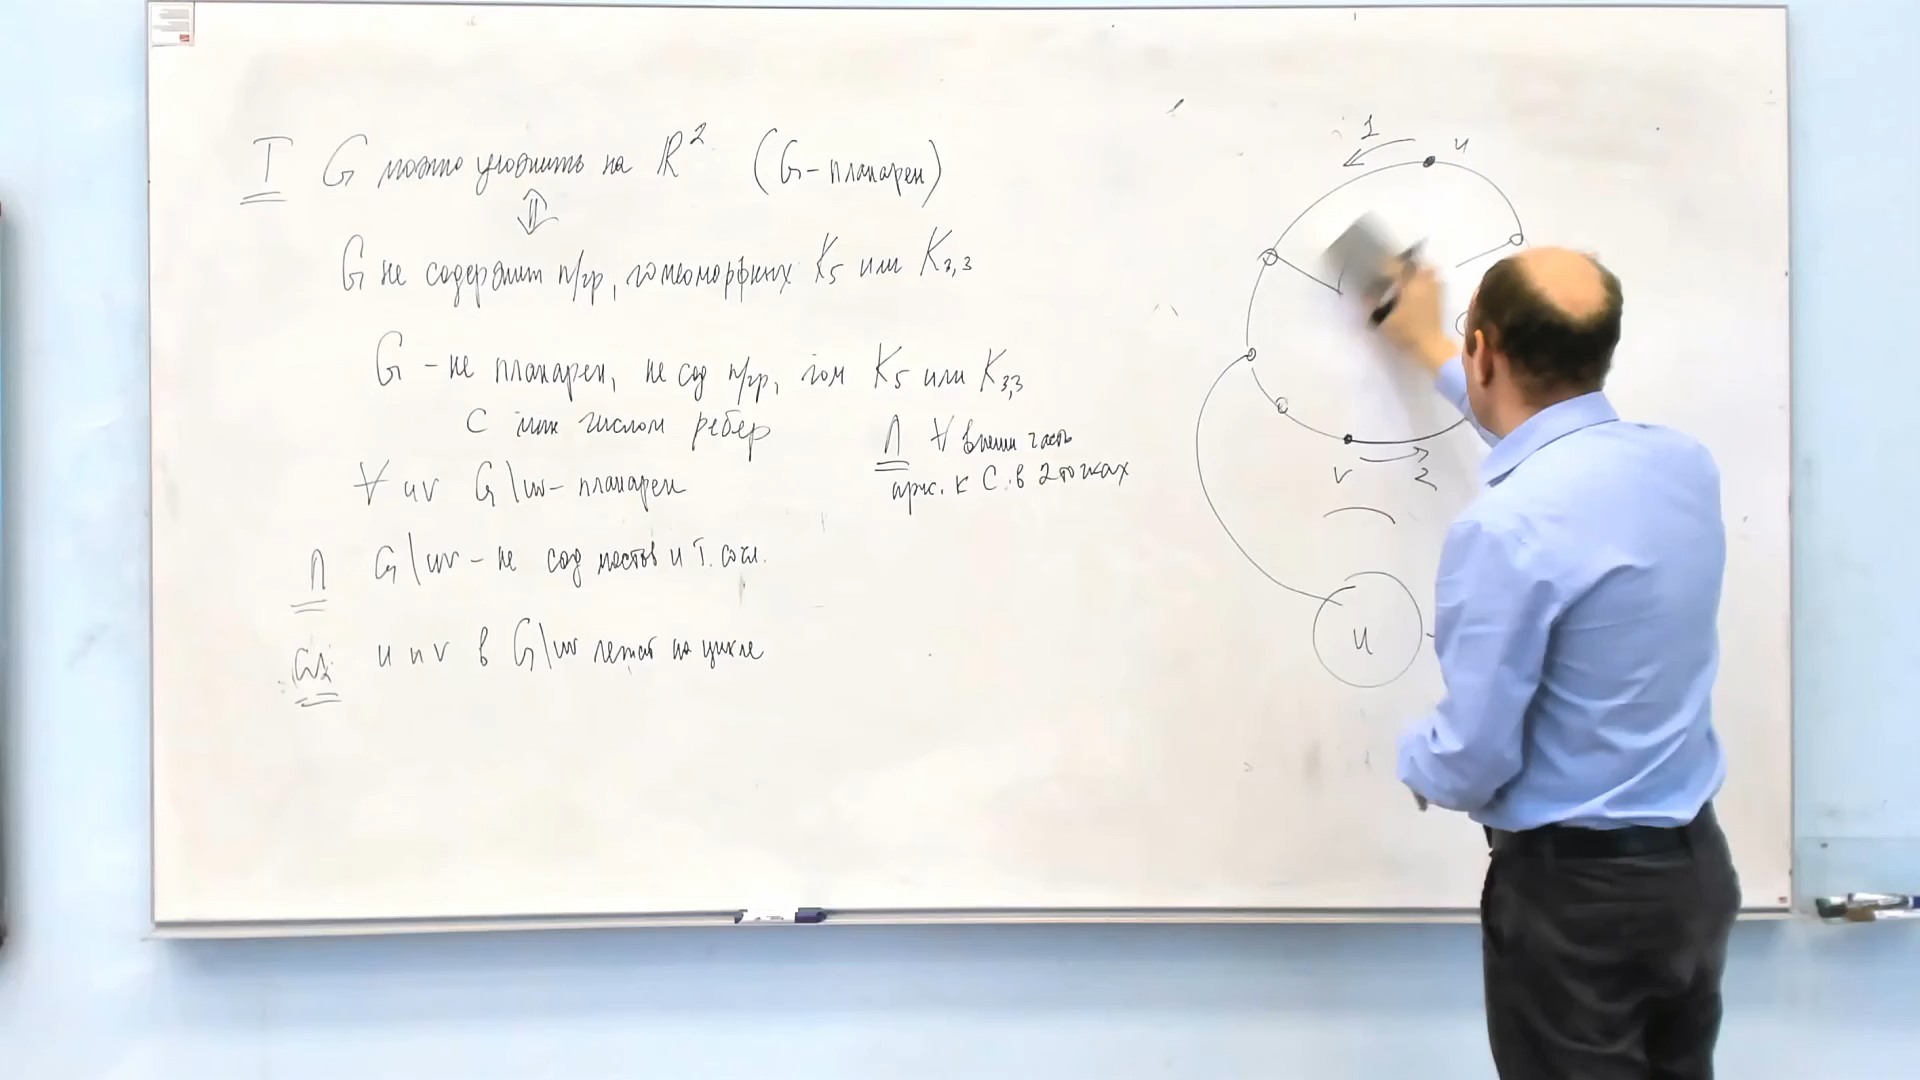 T G можно уложить на R² (G - планарен)
⇕
G не содержит п/гр, гомеоморфных K₅ или K₃,₃
G - не планарен, не сод п/гр, гом K₅ или K₃,₃
с мин числом ребер
∀ uv G\uv - планарен
Л ∀ внешн часть
прик. к C в 2 точках
Л G\uv - не сод мостов и т. сочл.
u и v в G\uv лежат на цикле
1
u
v
2
u